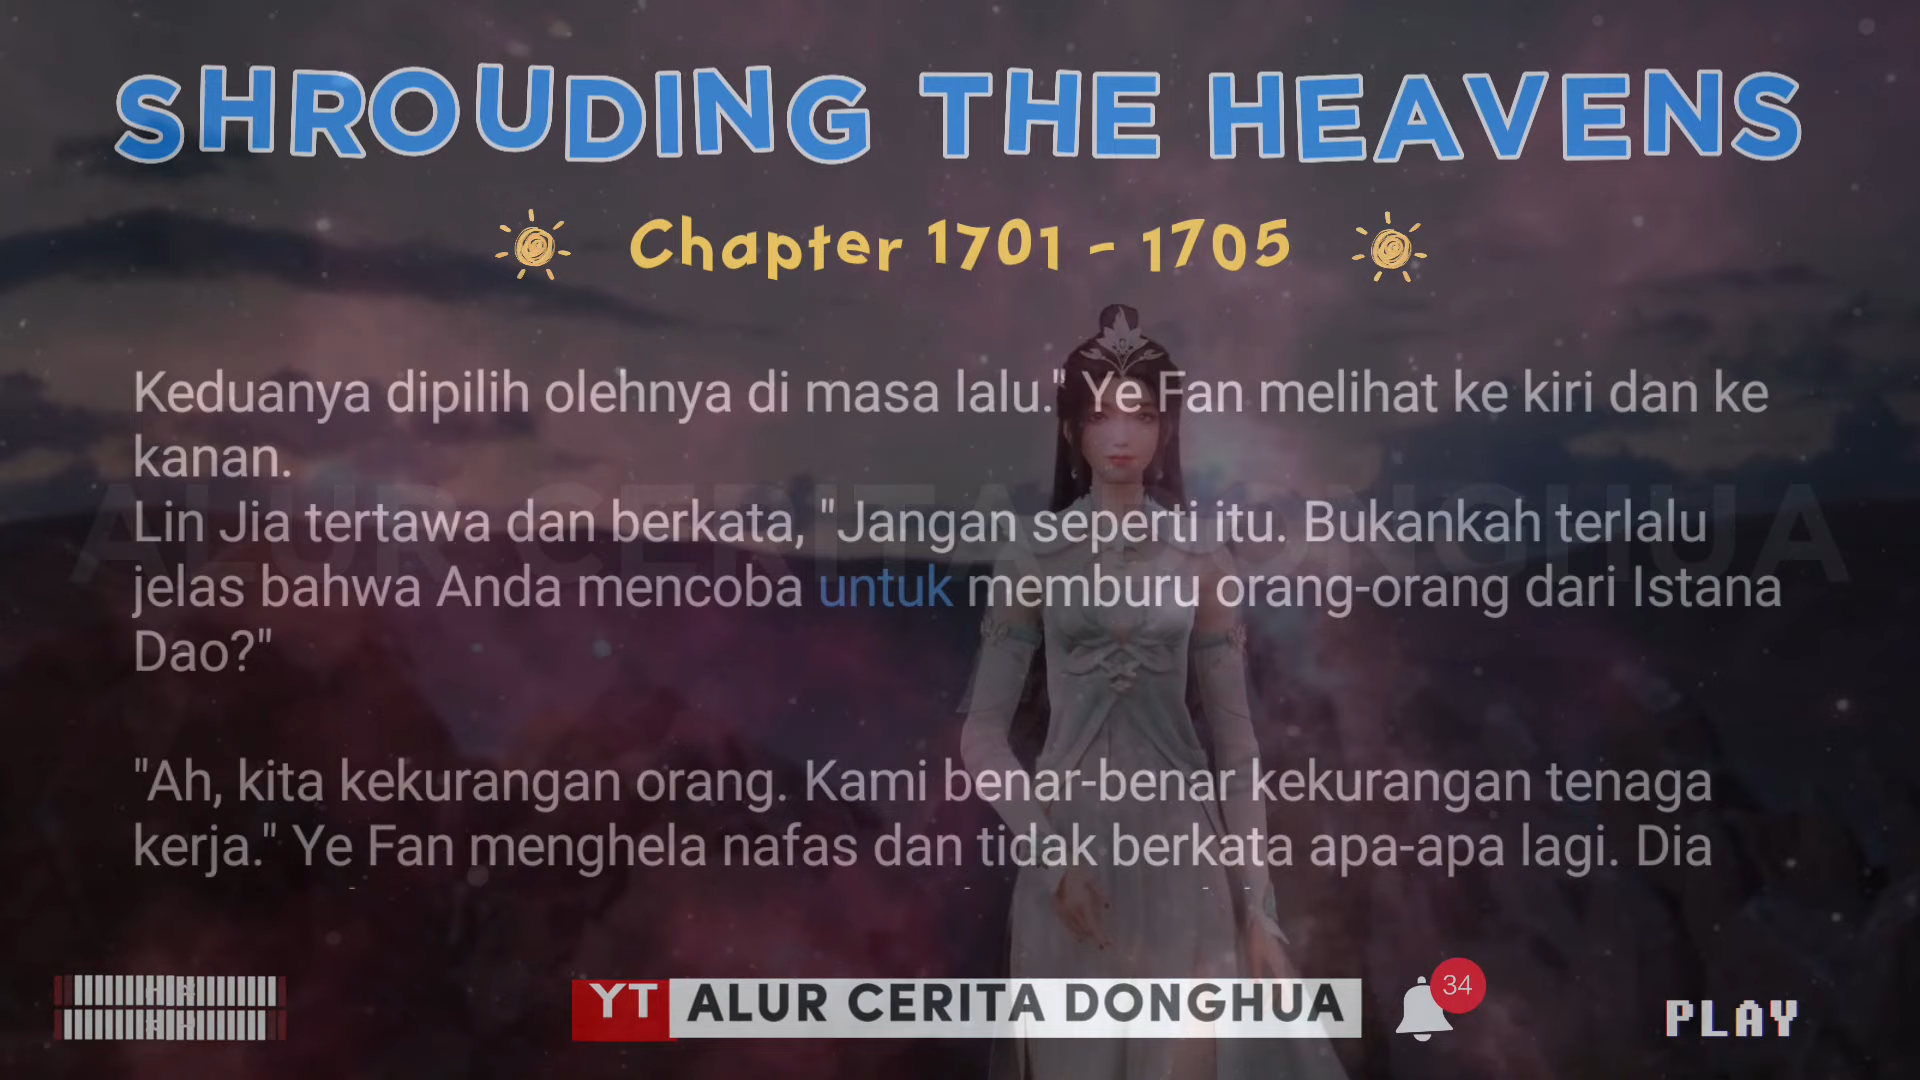 SHROUDING THE HEAVENS
Chapter 1701 - 1705
Keduanya dipilih olehnya di masa lalu." Ye Fan melihat ke kiri dan ke
kanan.
Lin Jia tertawa dan berkata, "Jangan seperti itu. Bukankah terlalu
jelas bahwa Anda mencoba untuk memburu orang-orang dari Istana
Dao?"
"Ah, kita kekurangan orang. Kami benar-benar kekurangan tenaga
kerja." Ye Fan menghela nafas dan tidak berkata apa-apa lagi. Dia
ALUR CERITA DONGHUA
YT ALUR CERITA DONGHUA
34
PLAY